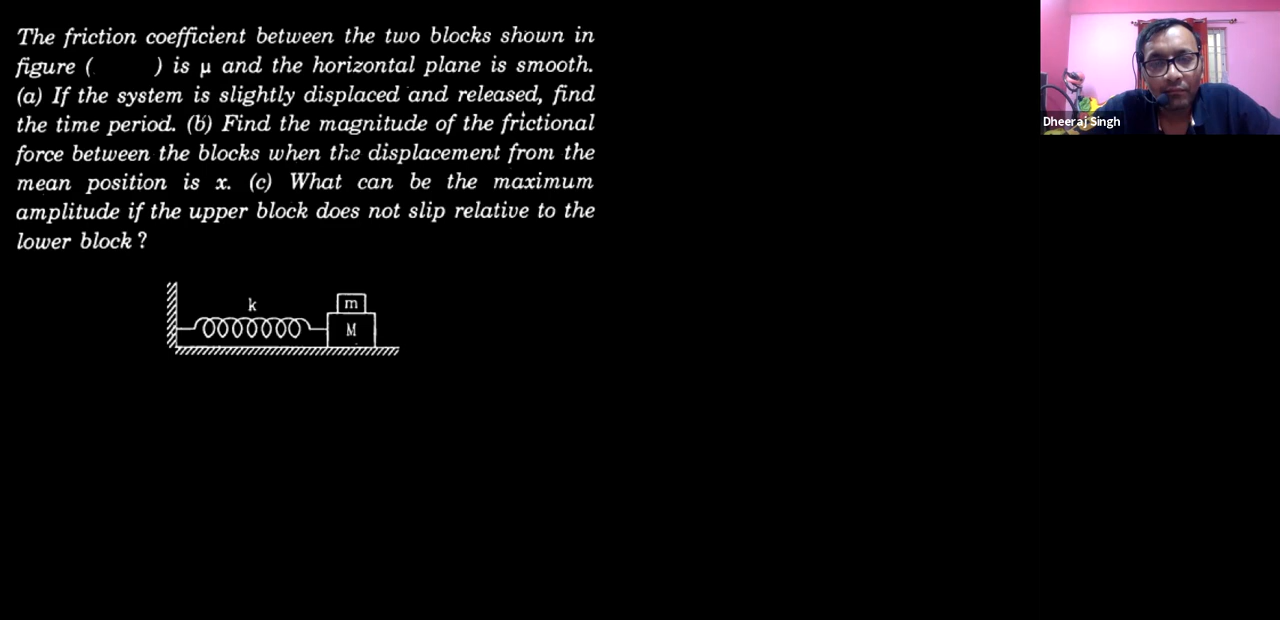 The friction coefficient between the two blocks shown in
figure ( ) is μ and the horizontal plane is smooth.
(a) If the system is slightly displaced and released, find
the time period. (b) Find the magnitude of the frictional
force between the blocks when the displacement from the
mean position is x. (c) What can be the maximum
amplitude if the upper block does not slip relative to the
lower block ?
k
m
M
Dheeraj Singh